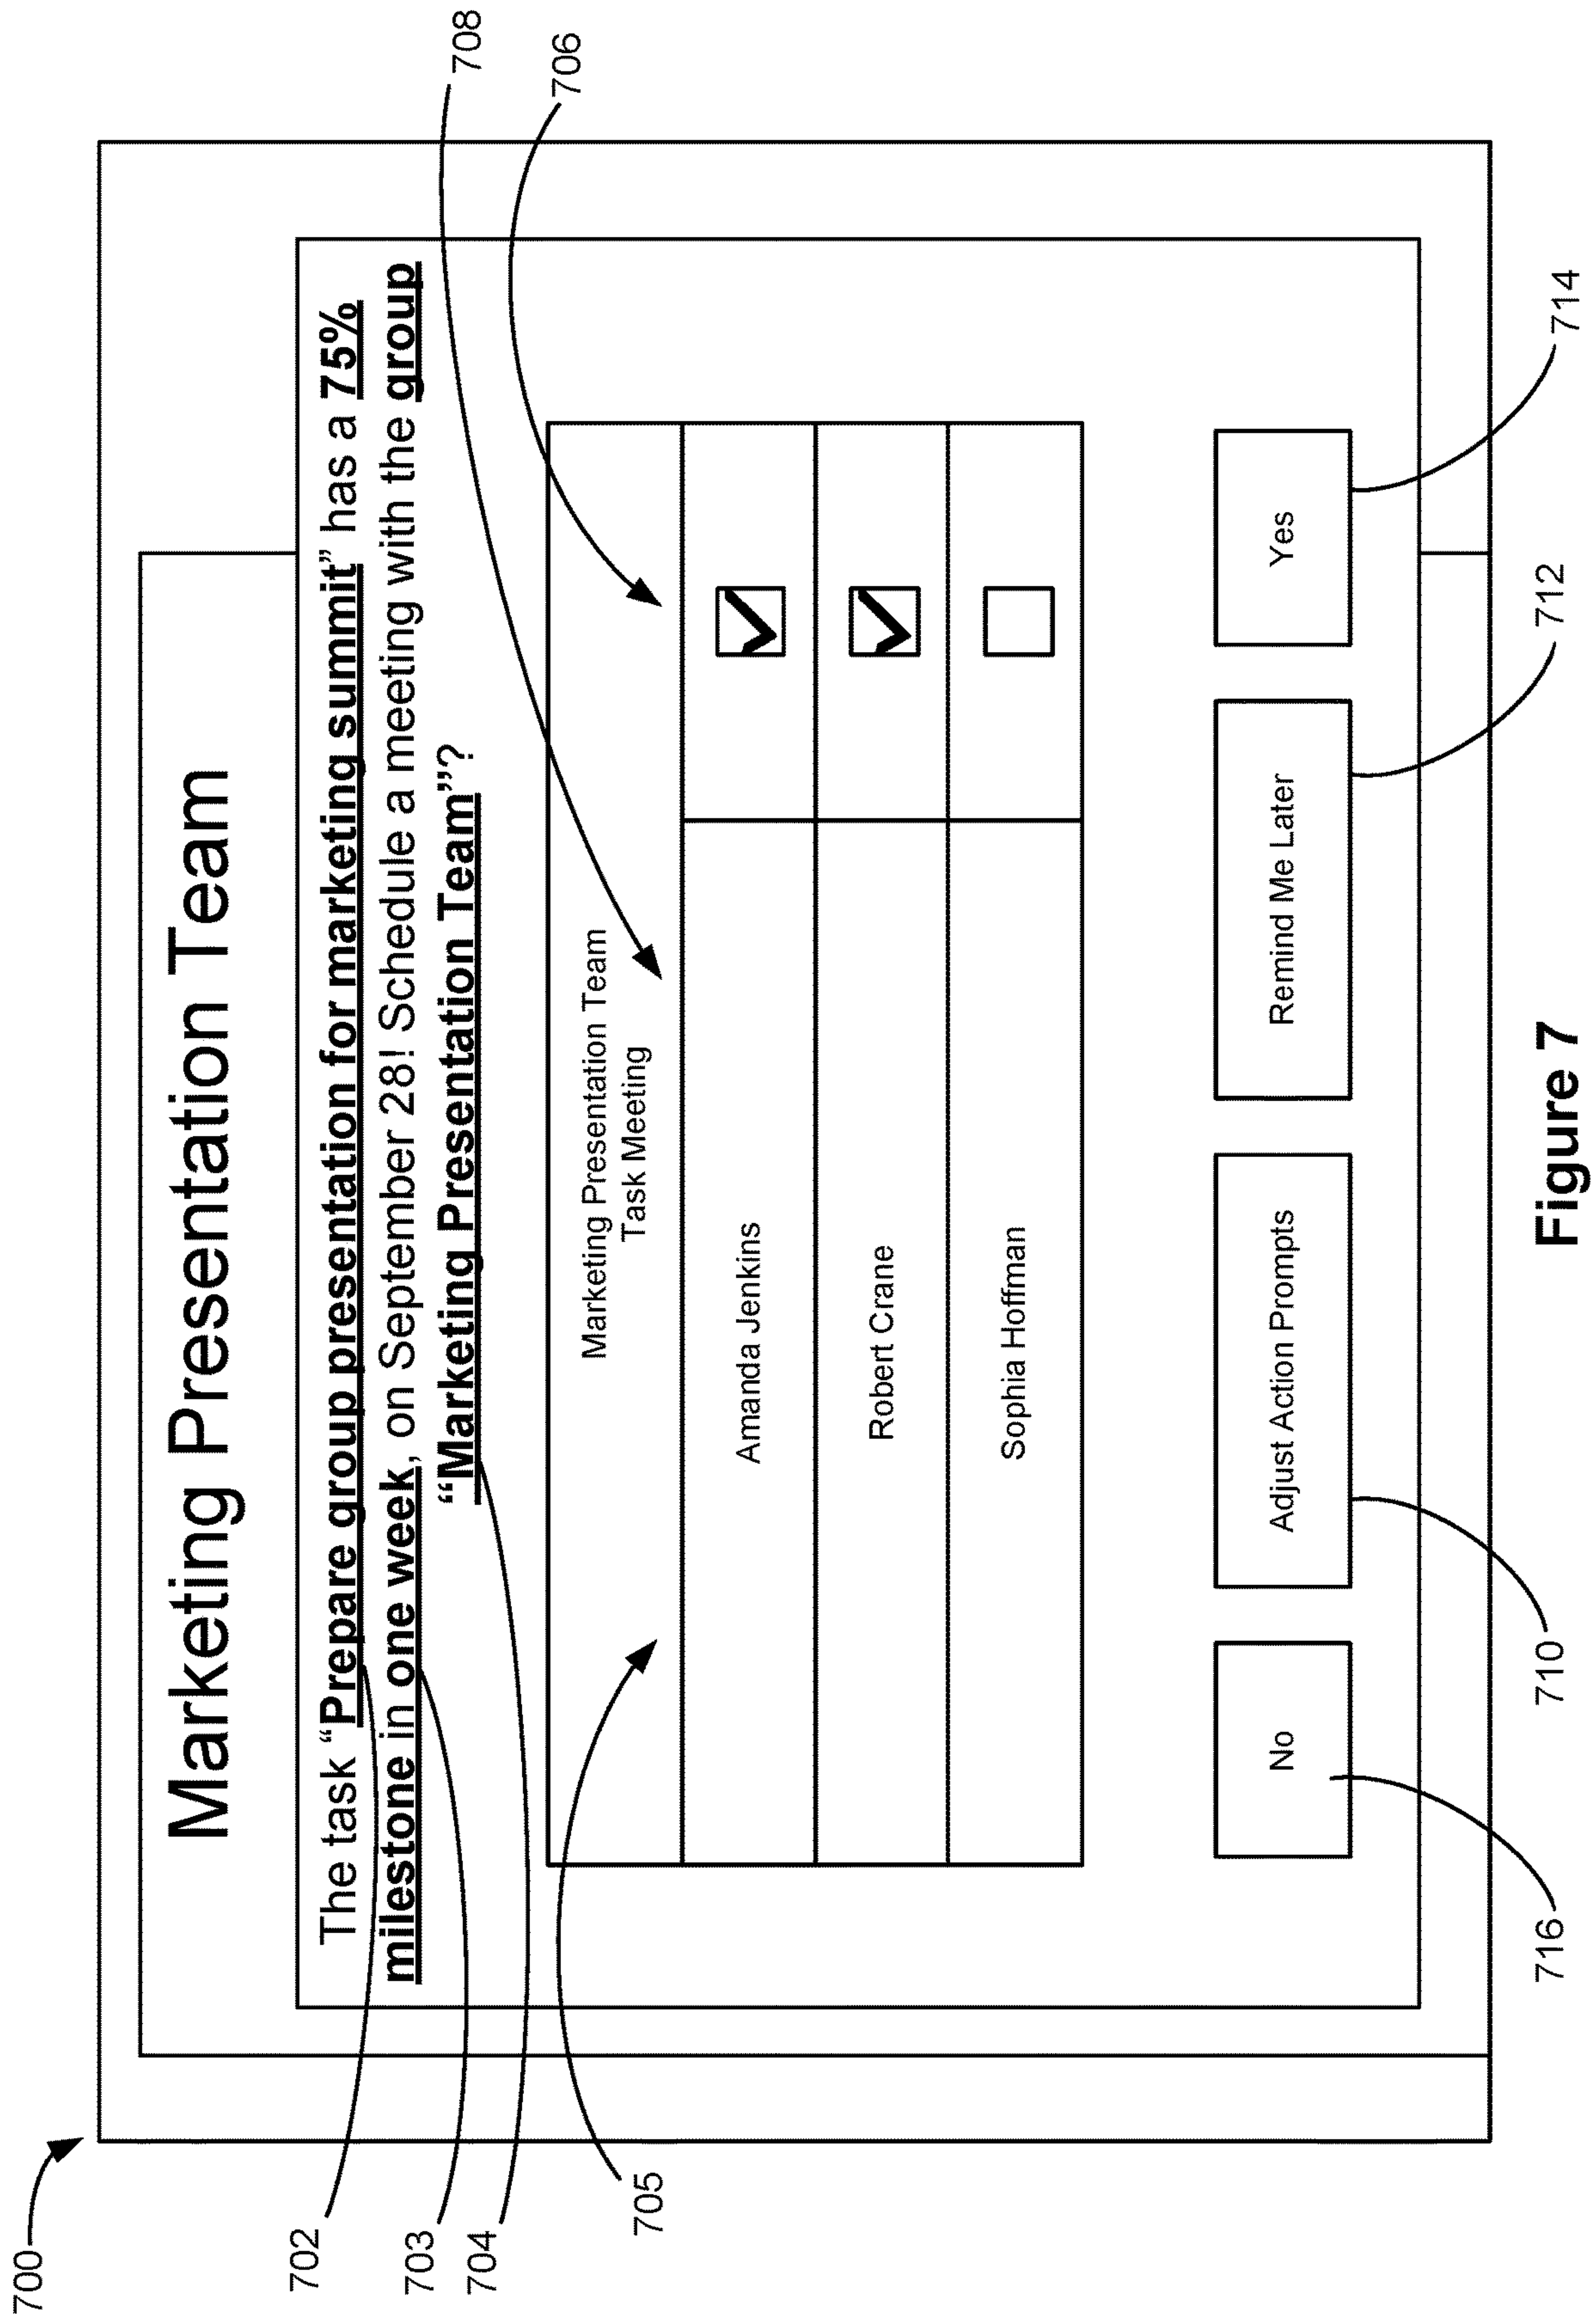 700
708
706
Marketing Presentation Team
The task “Prepare group presentation for marketing summit” has a 75%
milestone in one week, on September 28! Schedule a meeting with the group
“Marketing Presentation Team”?
702
703
704
705
Marketing Presentation Team
Task Meeting
Amanda Jenkins
Robert Crane
Sophia Hoffman
No
Adjust Action Prompts
Remind Me Later
Yes
716
710
712
714
Figure 7